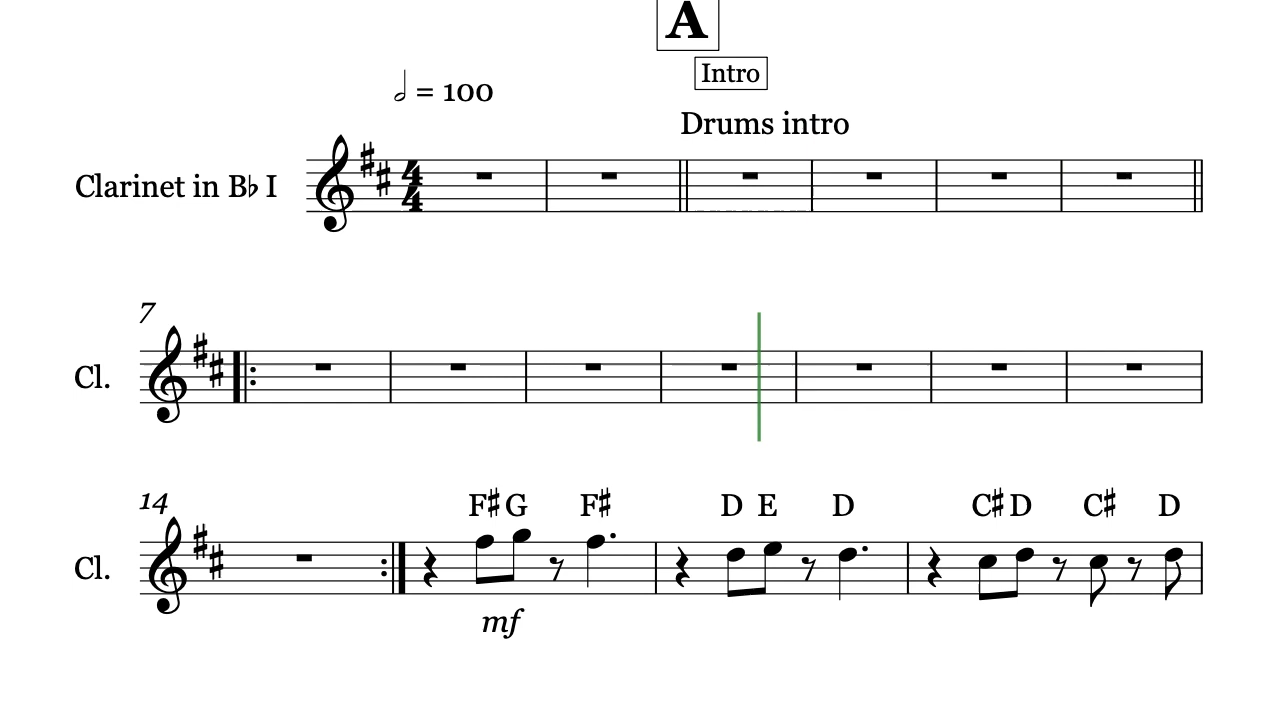 A
Intro
𝅗𝅥 = 100
Drums intro
Clarinet in B♭ I
7
Cl.
14
F♯ G F♯ D E D C♯ D C♯ D
Cl.
mf